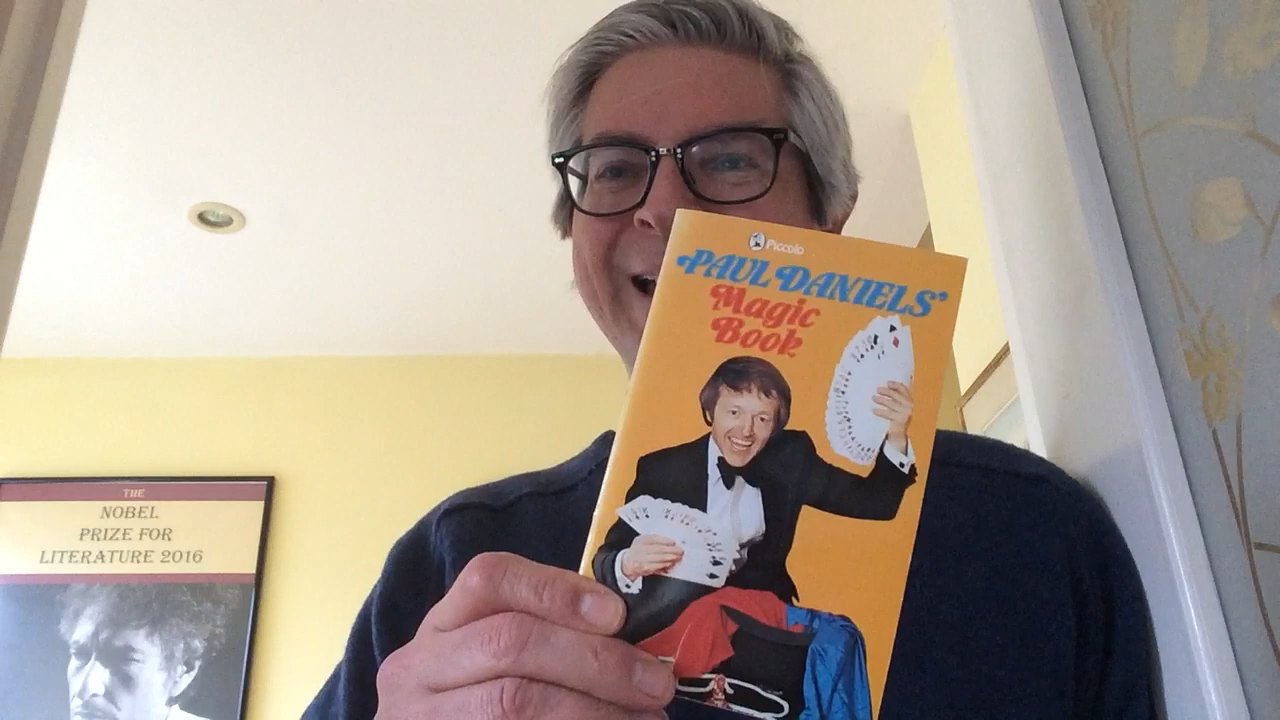 Piccolo
PAUL DANIELS'
Magic
Book
THE
NOBEL
PRIZE FOR
LITERATURE 2016